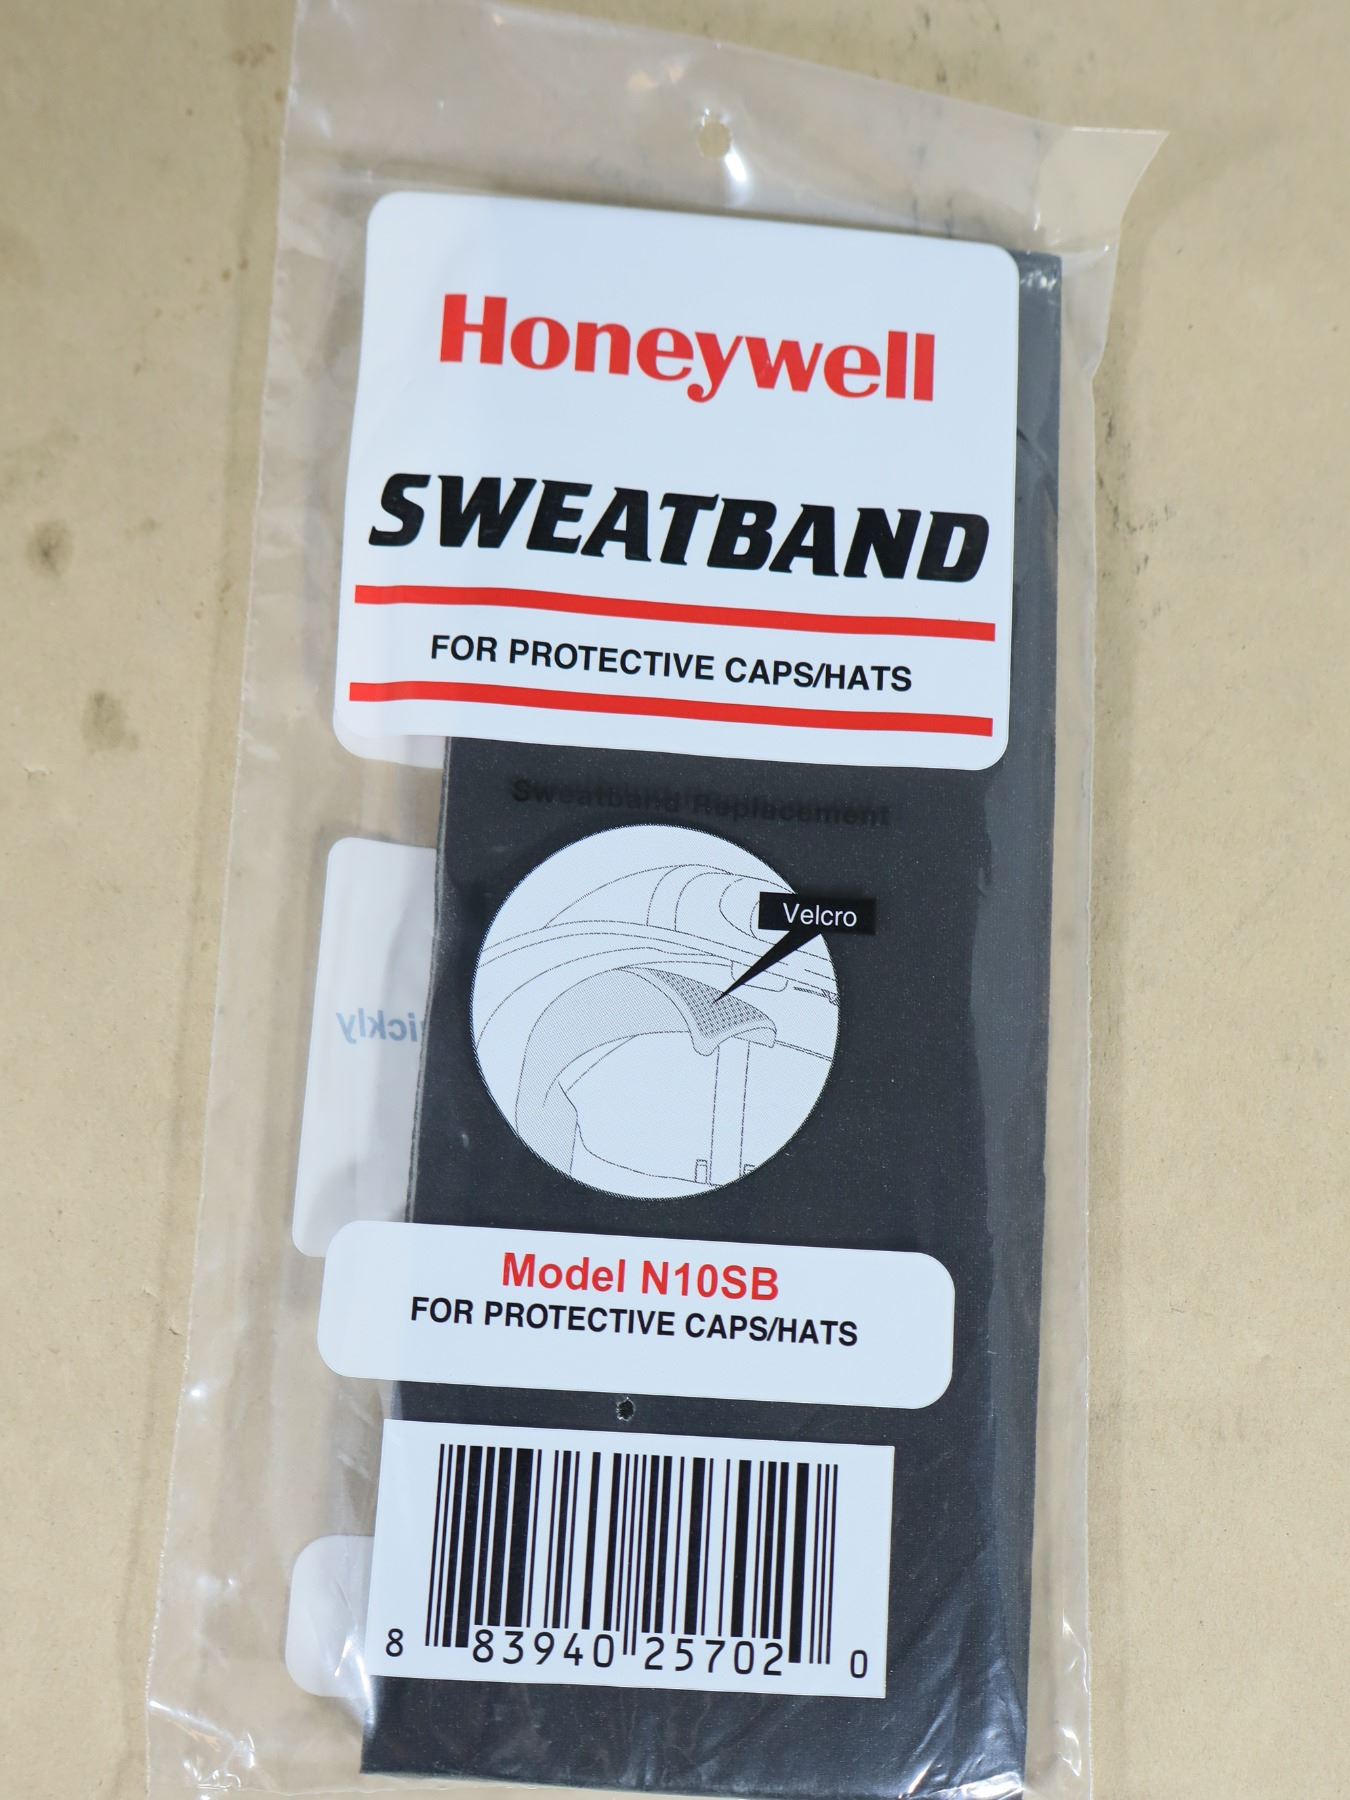 Honeywell
SWEATBAND
FOR PROTECTIVE CAPS/HATS
Sweatband Replacement
Velcro
ickly
Model N10SB
FOR PROTECTIVE CAPS/HATS
8 83940 25702 0